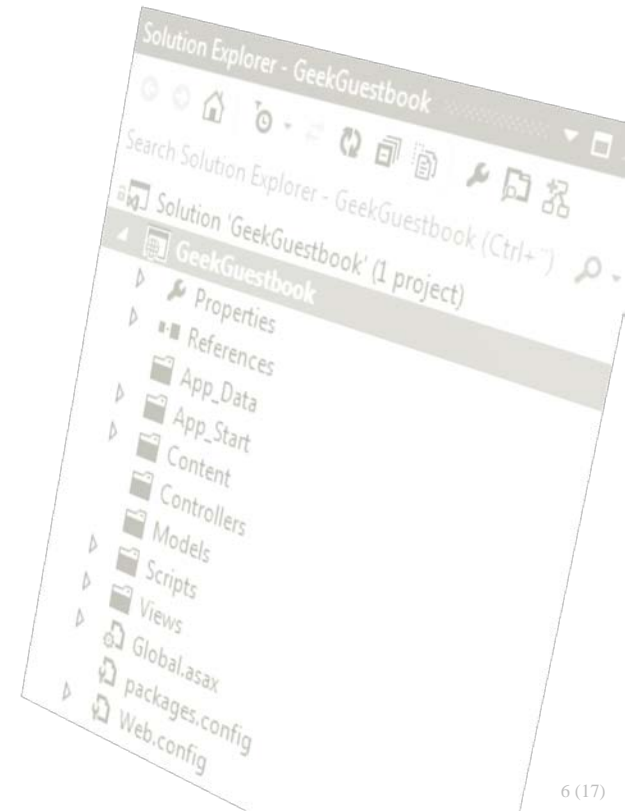 Solution Explorer - GeekGuestbook
Search Solution Explorer - GeekGuestbook (Ctrl+¨)
Solution 'GeekGuestbook' (1 project)
GeekGuestbook
Properties
References
App_Data
App_Start
Content
Controllers
Models
Scripts
Views
Global.asax
packages.config
Web.config
6 (17)